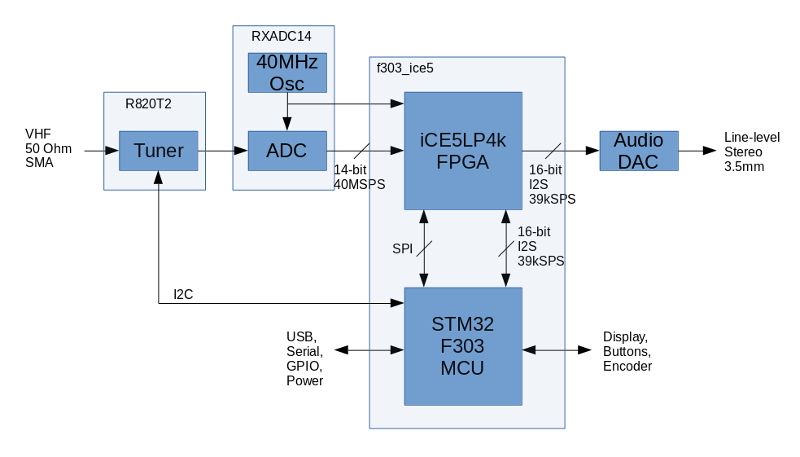 RXADC14
40MHz
Osc
f303_ice5
R820T2
VHF
50 Ohm
SMA
Tuner
ADC
14-bit
40MSPS
iCE5LP4k
FPGA
16-bit
I2S
39kSPS
Audio
DAC
Line-level
Stereo
3.5mm
SPI
16-bit
I2S
39kSPS
I2C
STM32
F303
MCU
USB,
Serial,
GPIO,
Power
Display,
Buttons,
Encoder